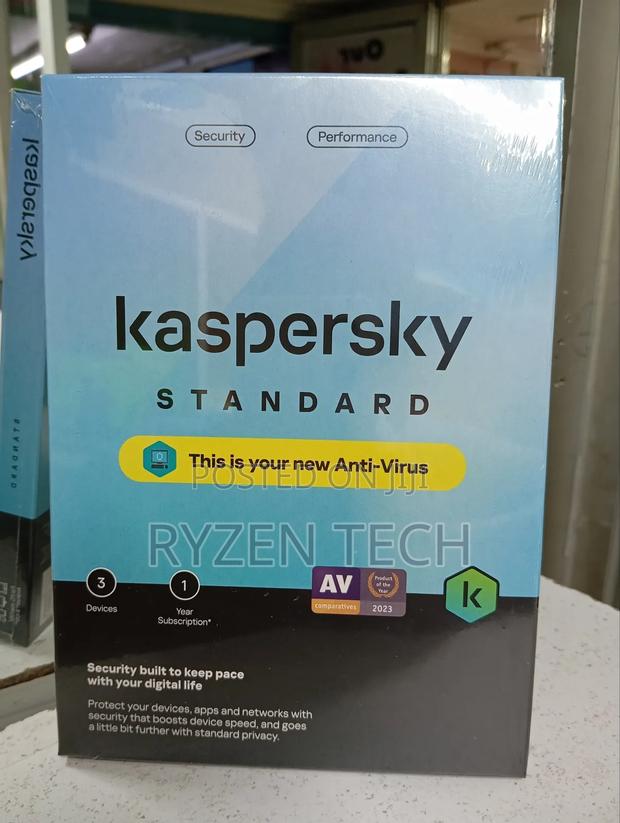 Security
Performance
kaspersky
STANDARD
This is your new Anti-Virus
POSTED ON JIJI
RYZEN TECH
3
Devices
1
Year
Subscription*
AV
comparatives
Product
of the
Year
2023
k
Security built to keep pace
with your digital life
Protect your devices, apps and networks with
security that boosts device speed, and goes
a little bit further with standard privacy.
kaspersky
STANDARD